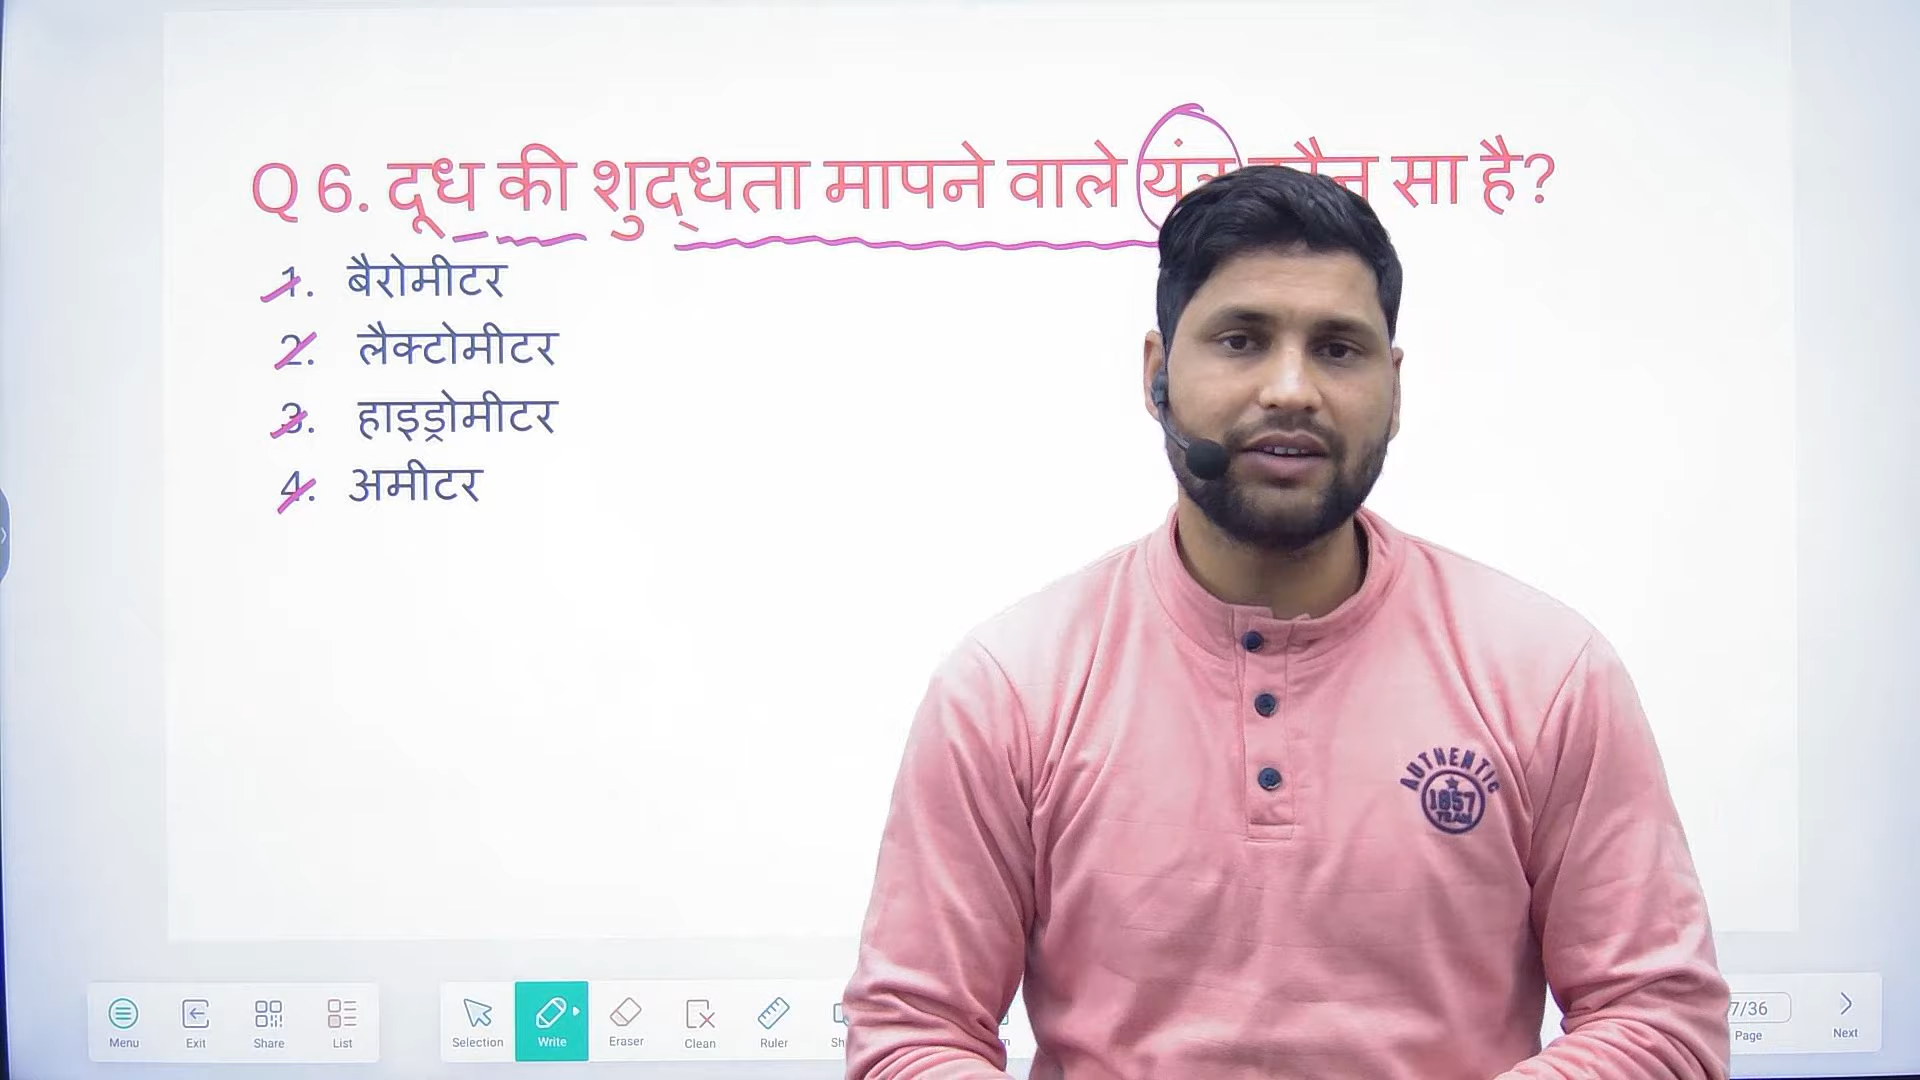 Q 6. दूध की शुद्धता मापने वाले यंत्र कौन सा है?
1. बैरोमीटर
2. लैक्टोमीटर
3. हाइड्रोमीटर
4. अमीटर
AUTHENTIC
1857
TEAM
Menu Exit Share List Selection Write Eraser Clean Ruler
7/36
Page Next